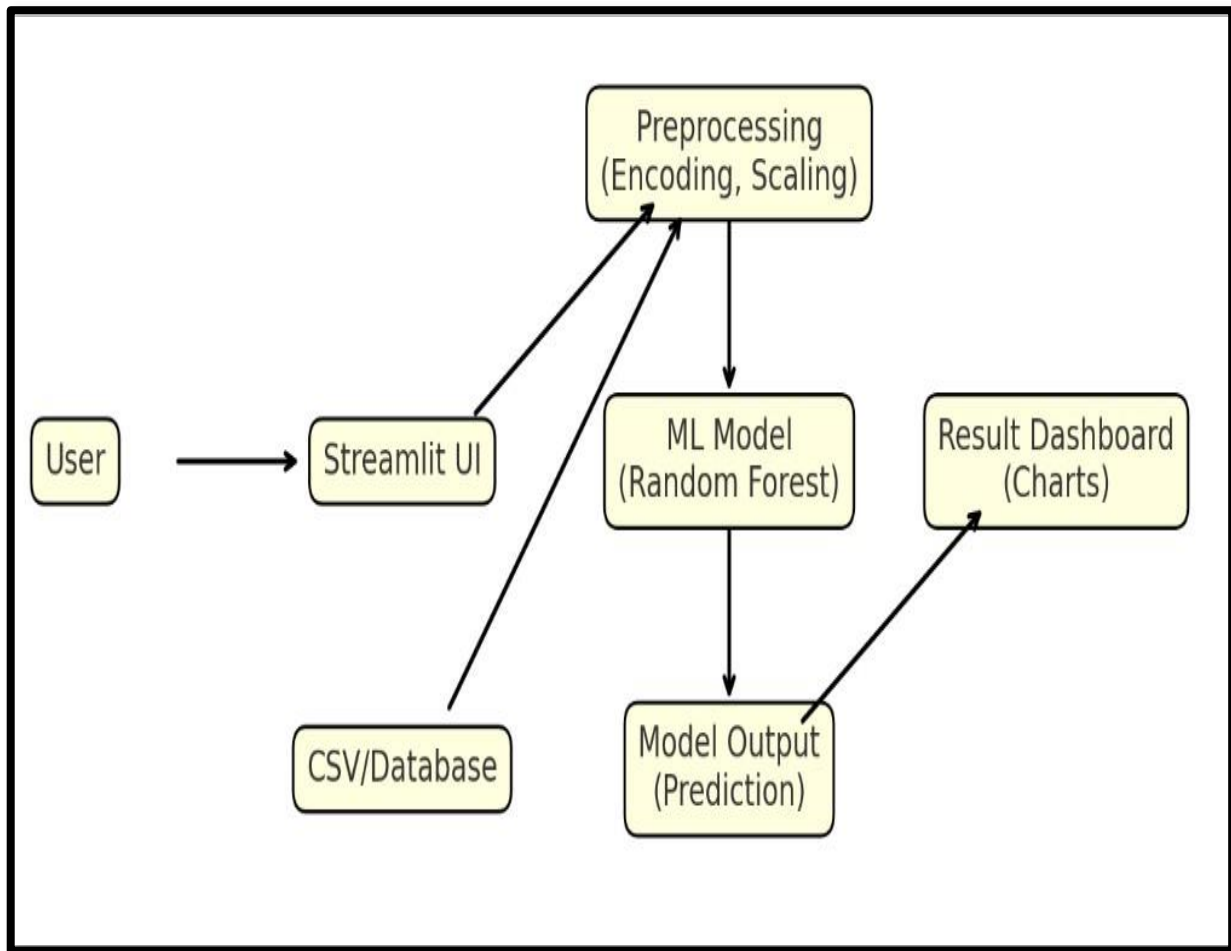 Preprocessing
(Encoding, Scaling)
User
Streamlit UI
ML Model
(Random Forest)
Result Dashboard
(Charts)
CSV/Database
Model Output
(Prediction)